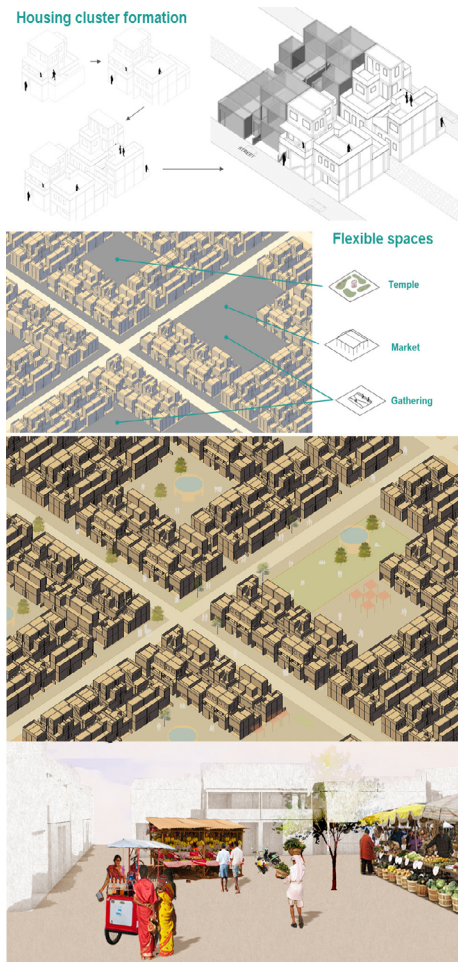 Housing cluster formation
STREET
Flexible spaces
Temple
Market
Gathering